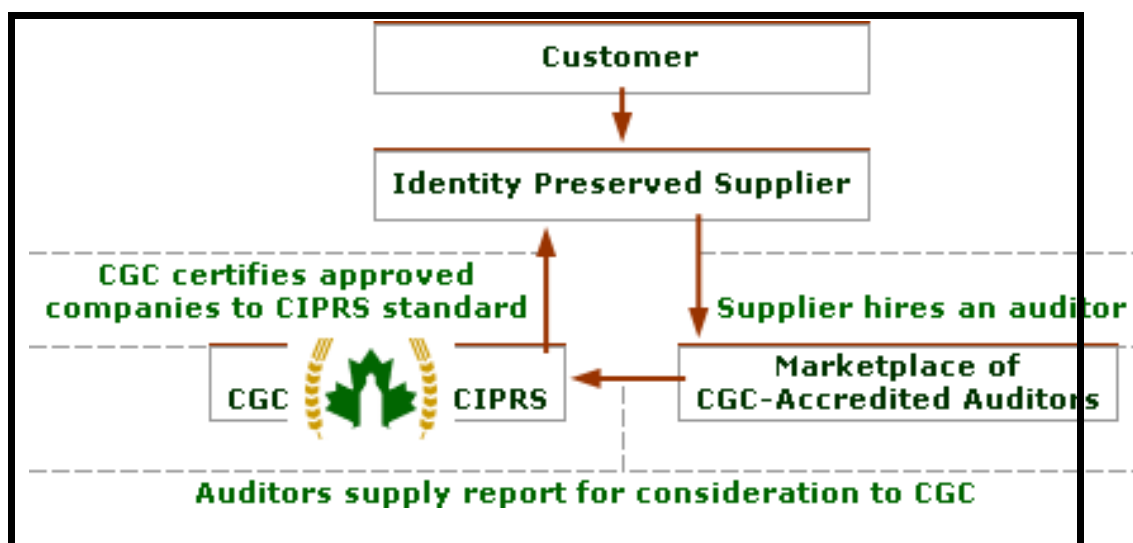 Customer
Identity Preserved Supplier
CGC certifies approved
companies to CIPRS standard
Supplier hires an auditor
CGC CIPRS
Marketplace of
CGC-Accredited Auditors
Auditors supply report for consideration to CGC